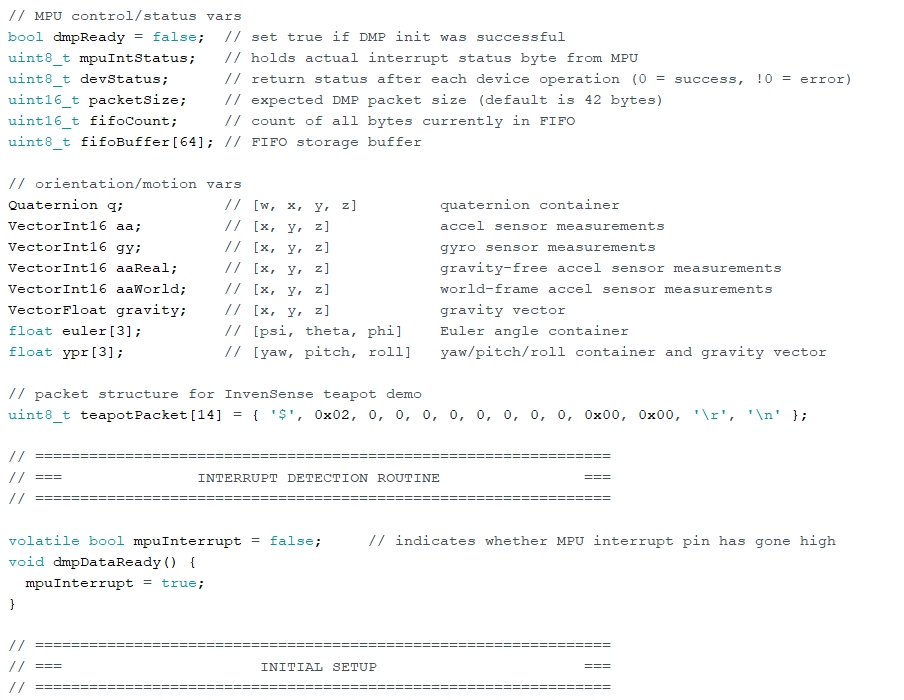 // MPU control/status vars
bool dmpReady = false;  // set true if DMP init was successful
uint8_t mpuIntStatus;   // holds actual interrupt status byte from MPU
uint8_t devStatus;      // return status after each device operation (0 = success, !0 = error)
uint16_t packetSize;    // expected DMP packet size (default is 42 bytes)
uint16_t fifoCount;     // count of all bytes currently in FIFO
uint8_t fifoBuffer[64]; // FIFO storage buffer

// orientation/motion vars
Quaternion q;           // [w, x, y, z]         quaternion container
VectorInt16 aa;         // [x, y, z]            accel sensor measurements
VectorInt16 gy;         // [x, y, z]            gyro sensor measurements
VectorInt16 aaReal;     // [x, y, z]            gravity-free accel sensor measurements
VectorInt16 aaWorld;    // [x, y, z]            world-frame accel sensor measurements
VectorFloat gravity;    // [x, y, z]            gravity vector
float euler[3];         // [psi, theta, phi]    Euler angle container
float ypr[3];           // [yaw, pitch, roll]   yaw/pitch/roll container and gravity vector

// packet structure for InvenSense teapot demo
uint8_t teapotPacket[14] = { '$', 0x02, 0, 0, 0, 0, 0, 0, 0, 0, 0x00, 0x00, '\r', '\n' };

// ================================================================
// ===               INTERRUPT DETECTION ROUTINE                ===
// ================================================================

volatile bool mpuInterrupt = false;     // indicates whether MPU interrupt pin has gone high
void dmpDataReady() {
  mpuInterrupt = true;
}

// ================================================================
// ===                      INITIAL SETUP                       ===
// ================================================================